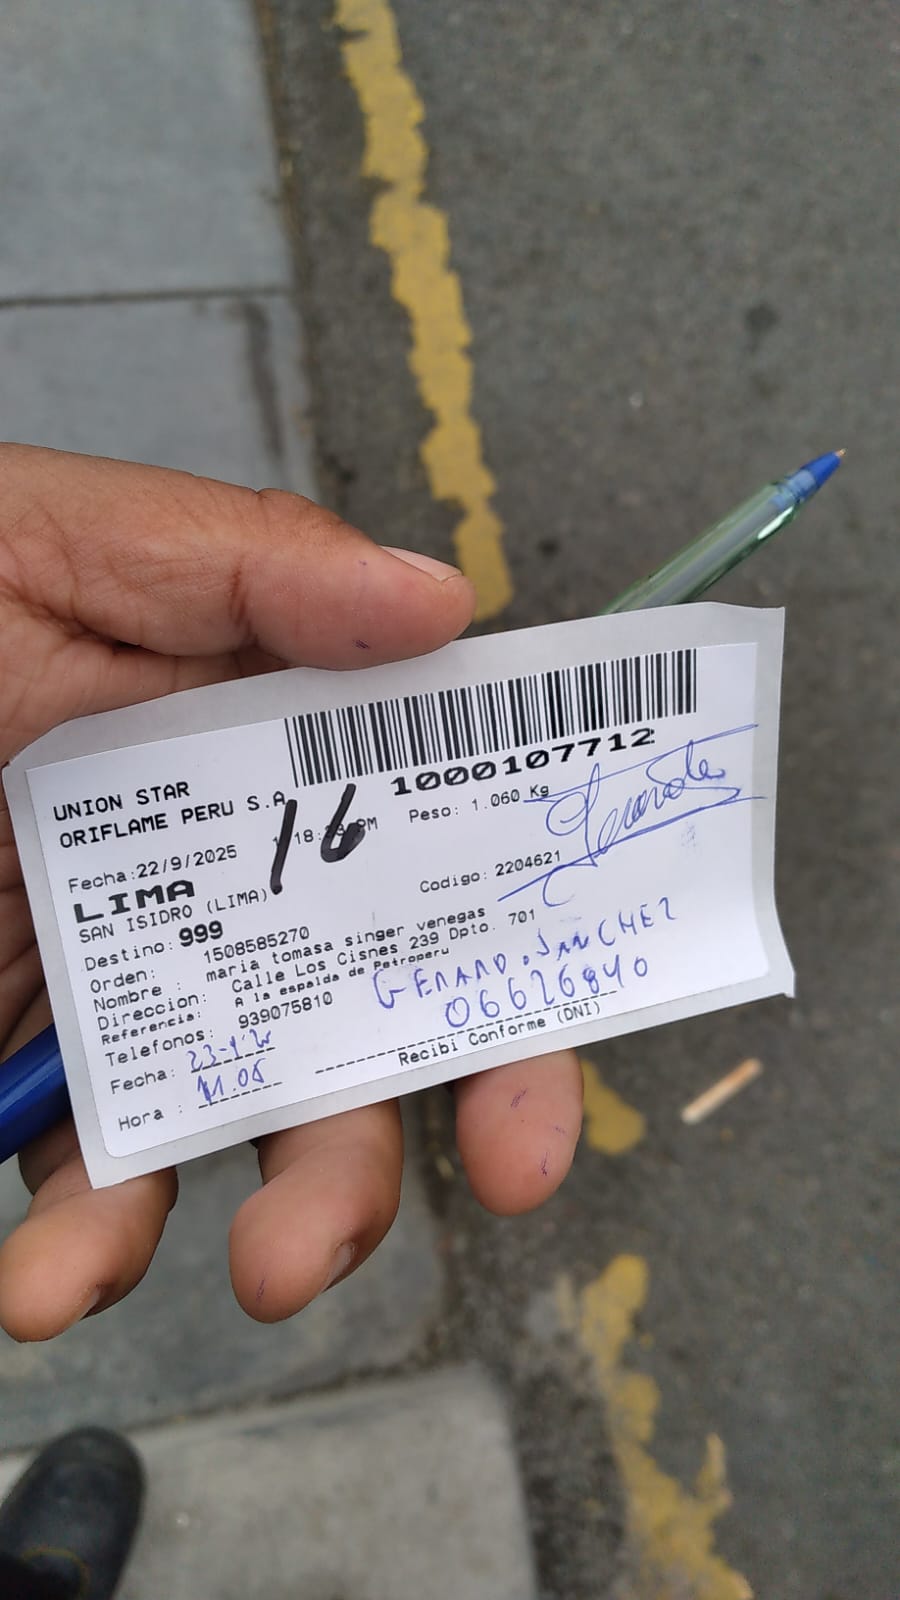 1000107712
UNION STAR
ORIFLAME PERU S.A
Peso: 1.060 Kg
Fecha:22/9/2025
16
LIMA
SAN ISIDRO (LIMA)
Codigo: 2204621
Destino: 999
Orden: 1508585270
Nombre : maria tomasa singer venegas
Direccion: Calle Los Cisnes 239 Dpto. 701
Referencia: A la espalda de Petroperu
Telefonos: 939075810
GERARD. SANCHEZ
06626840
Recibi Conforme (DNI)
Fecha:
Hora : 11.05